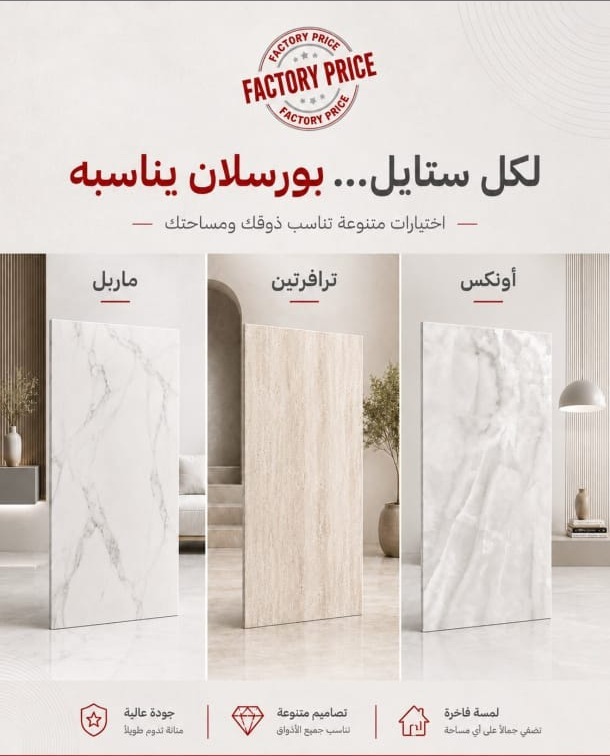 FACTORY PRICE
FACTORY PRICE
FACTORY PRICE
لكل ستايل... بورسلان يناسبه
اختيارات متنوعة تناسب ذوقك ومساحتك
أونكس
ترافرتين
ماربل
لمسة فاخرة
تضفي جمالاً على أي مساحة
تصاميم متنوعة
تناسب جميع الأذواق
جودة عالية
متانة تدوم طويلاً